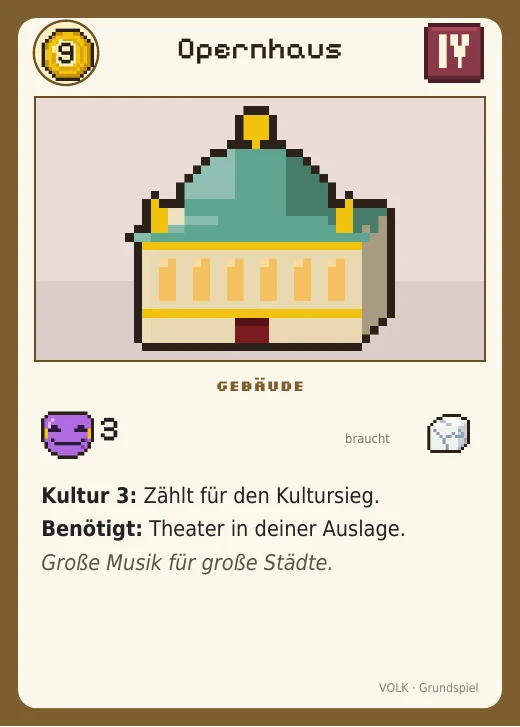 9
Opernhaus
IV
GEBÄUDE
3
braucht
Kultur 3: Zählt für den Kultursieg.
Benötigt: Theater in deiner Auslage.
Große Musik für große Städte.
VOLK · Grundspiel